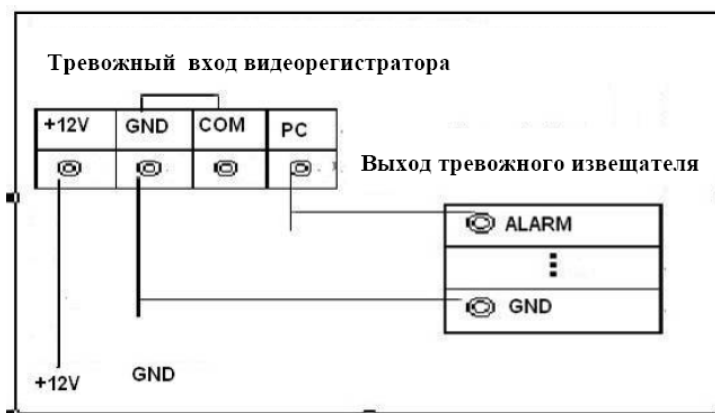 Тревожный вход видеорегистратора
+12V GND COM PC
Выход тревожного извещателя
ALARM
GND
+12V GND